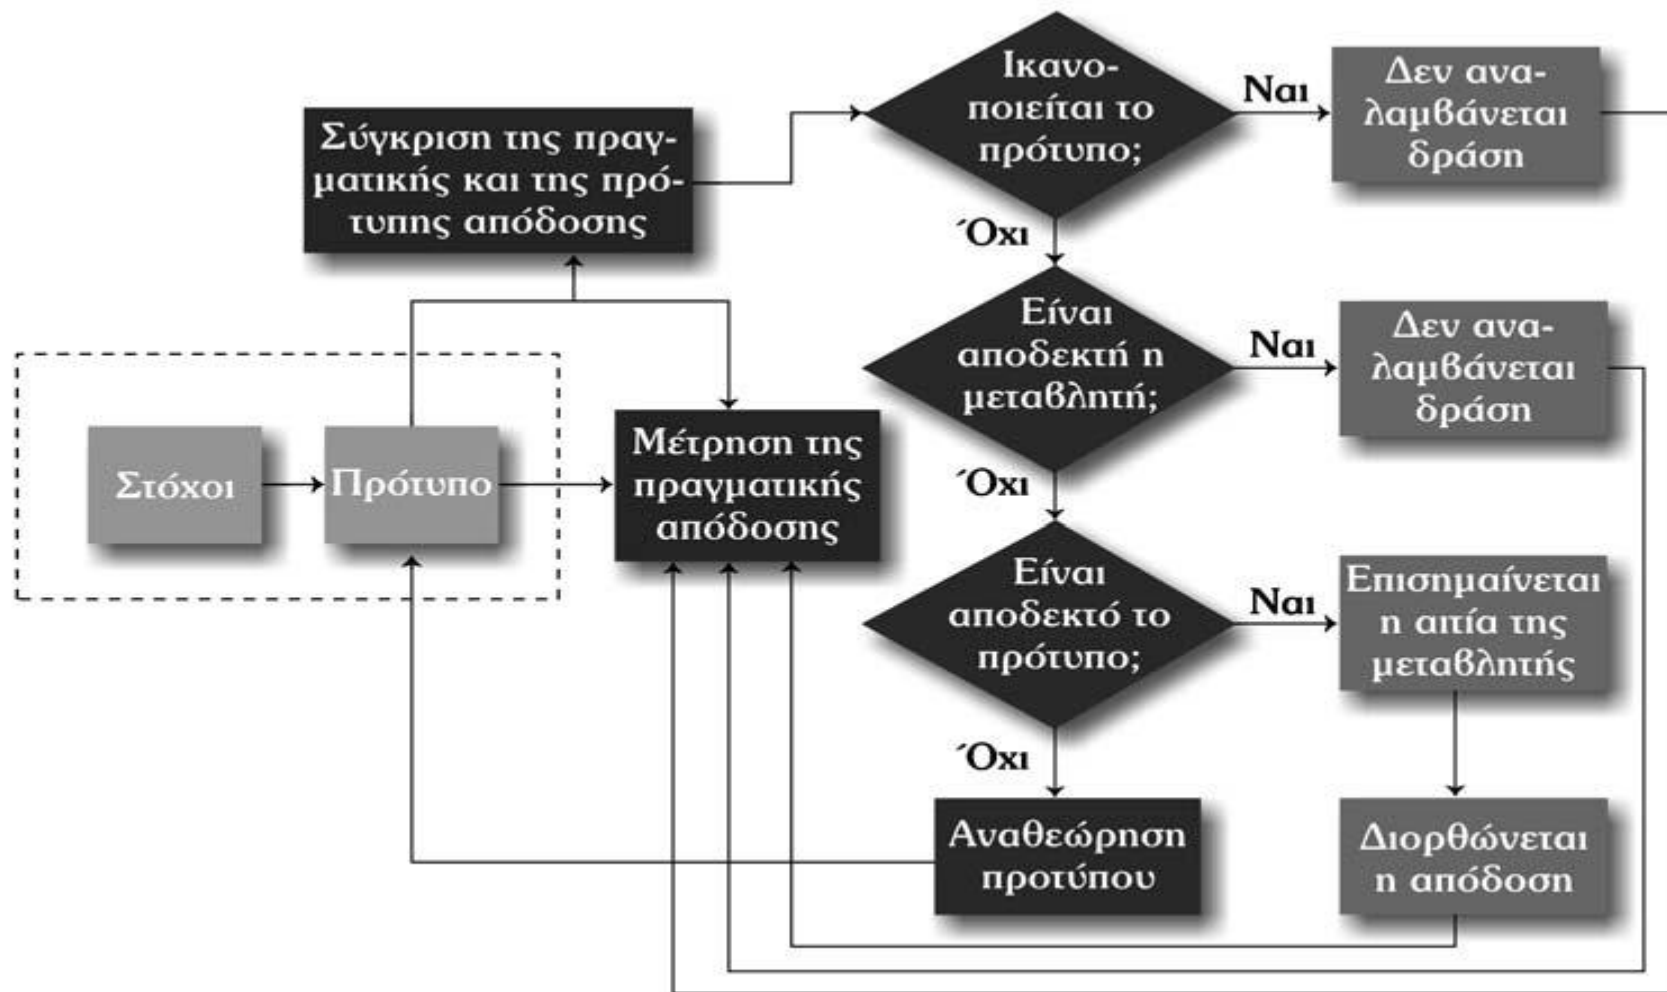 Ικανο-
ποιείται το
πρότυπο;
Ναι
Δεν ανα-
λαμβάνεται
δράση
Σύγκριση της πραγ-
ματικής και της πρό-
τυπης απόδοσης
Όχι
Είναι
αποδεκτή η
μεταβλητή;
Ναι
Δεν ανα-
λαμβάνεται
δράση
Στόχοι
Πρότυπο
Μέτρηση της
πραγματικής
απόδοσης
Όχι
Είναι
αποδεκτό το
πρότυπο;
Ναι
Επισημαίνεται
η αιτία της
μεταβλητής
Όχι
Αναθεώρηση
προτύπου
Διορθώνεται
η απόδοση